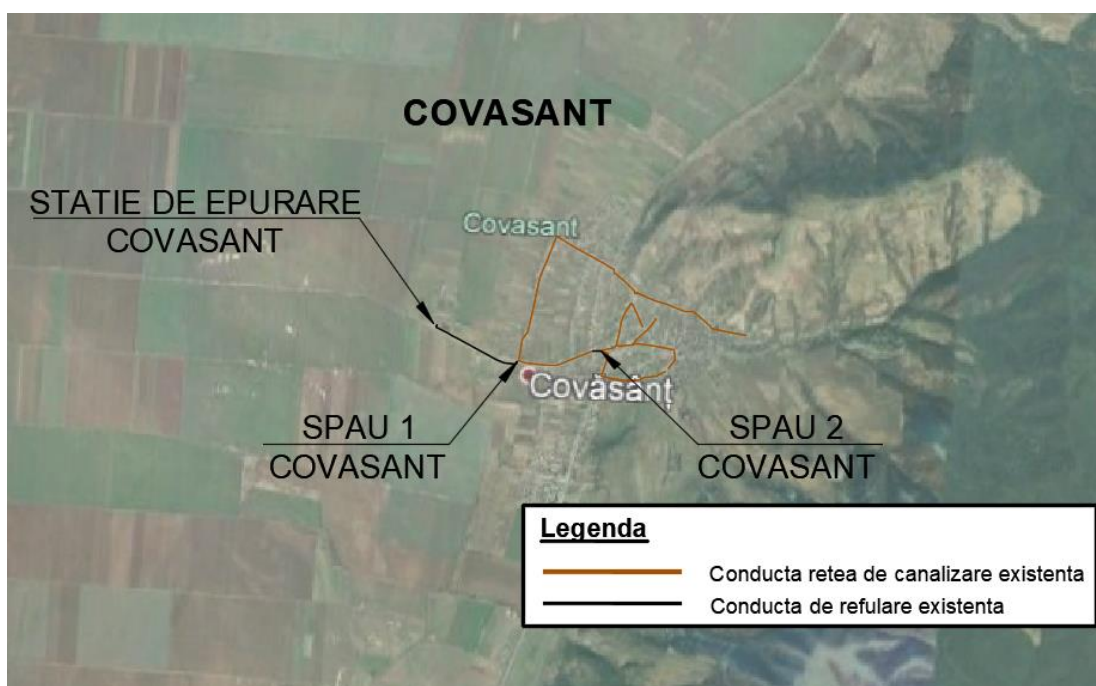 COVASANT
STATIE DE EPURARE
COVASANT
Covasanț
Covăsânț
SPAU 1
COVASANT
SPAU 2
COVASANT
Legenda
Conducta retea de canalizare existenta
Conducta de refulare existenta